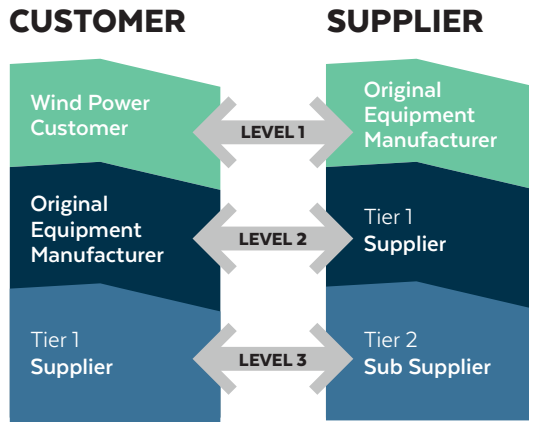 CUSTOMER
SUPPLIER
Wind Power
Customer
LEVEL 1
Original
Equipment
Manufacturer
Original
Equipment
Manufacturer
LEVEL 2
Tier 1
Supplier
Tier 1
Supplier
LEVEL 3
Tier 2
Sub Supplier